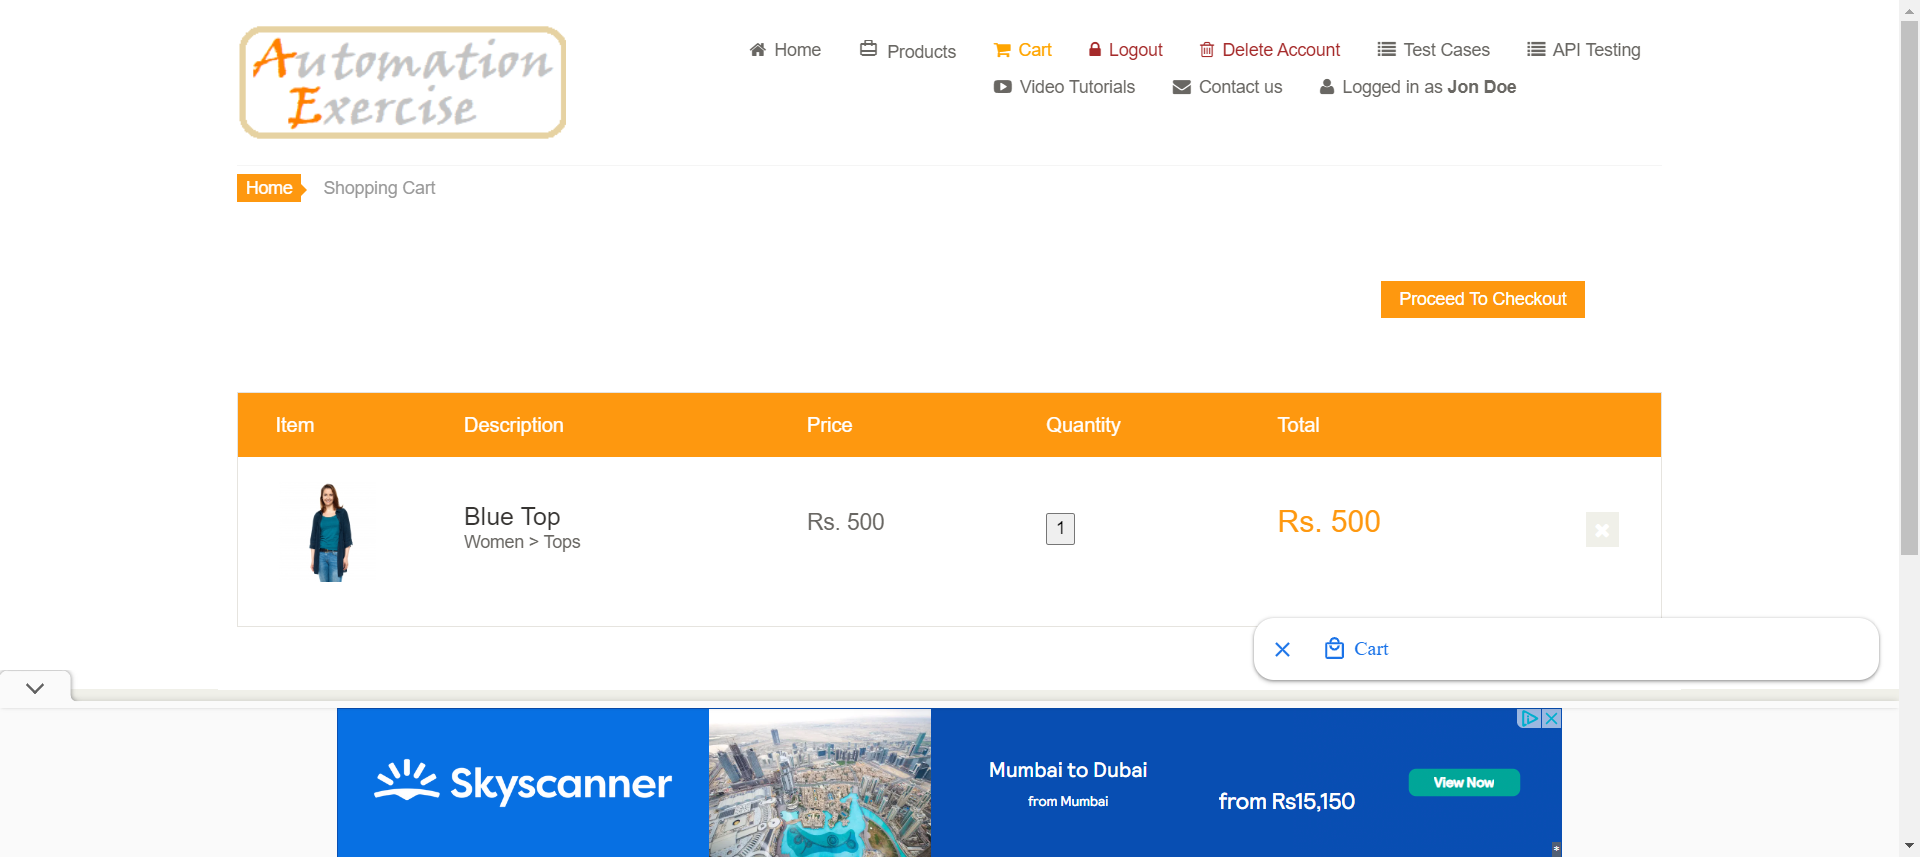 Automation
Exercise
Home
Products
Cart
Logout
Delete Account
Test Cases
API Testing
Video Tutorials
Contact us
Logged in as Jon Doe
Home
Shopping Cart
Proceed To Checkout
Item
Description
Price
Quantity
Total
Blue Top
Women > Tops
Rs. 500
1
Rs. 500
Cart
Skyscanner
Mumbai to Dubai
from Mumbai
from Rs15,150
View Now